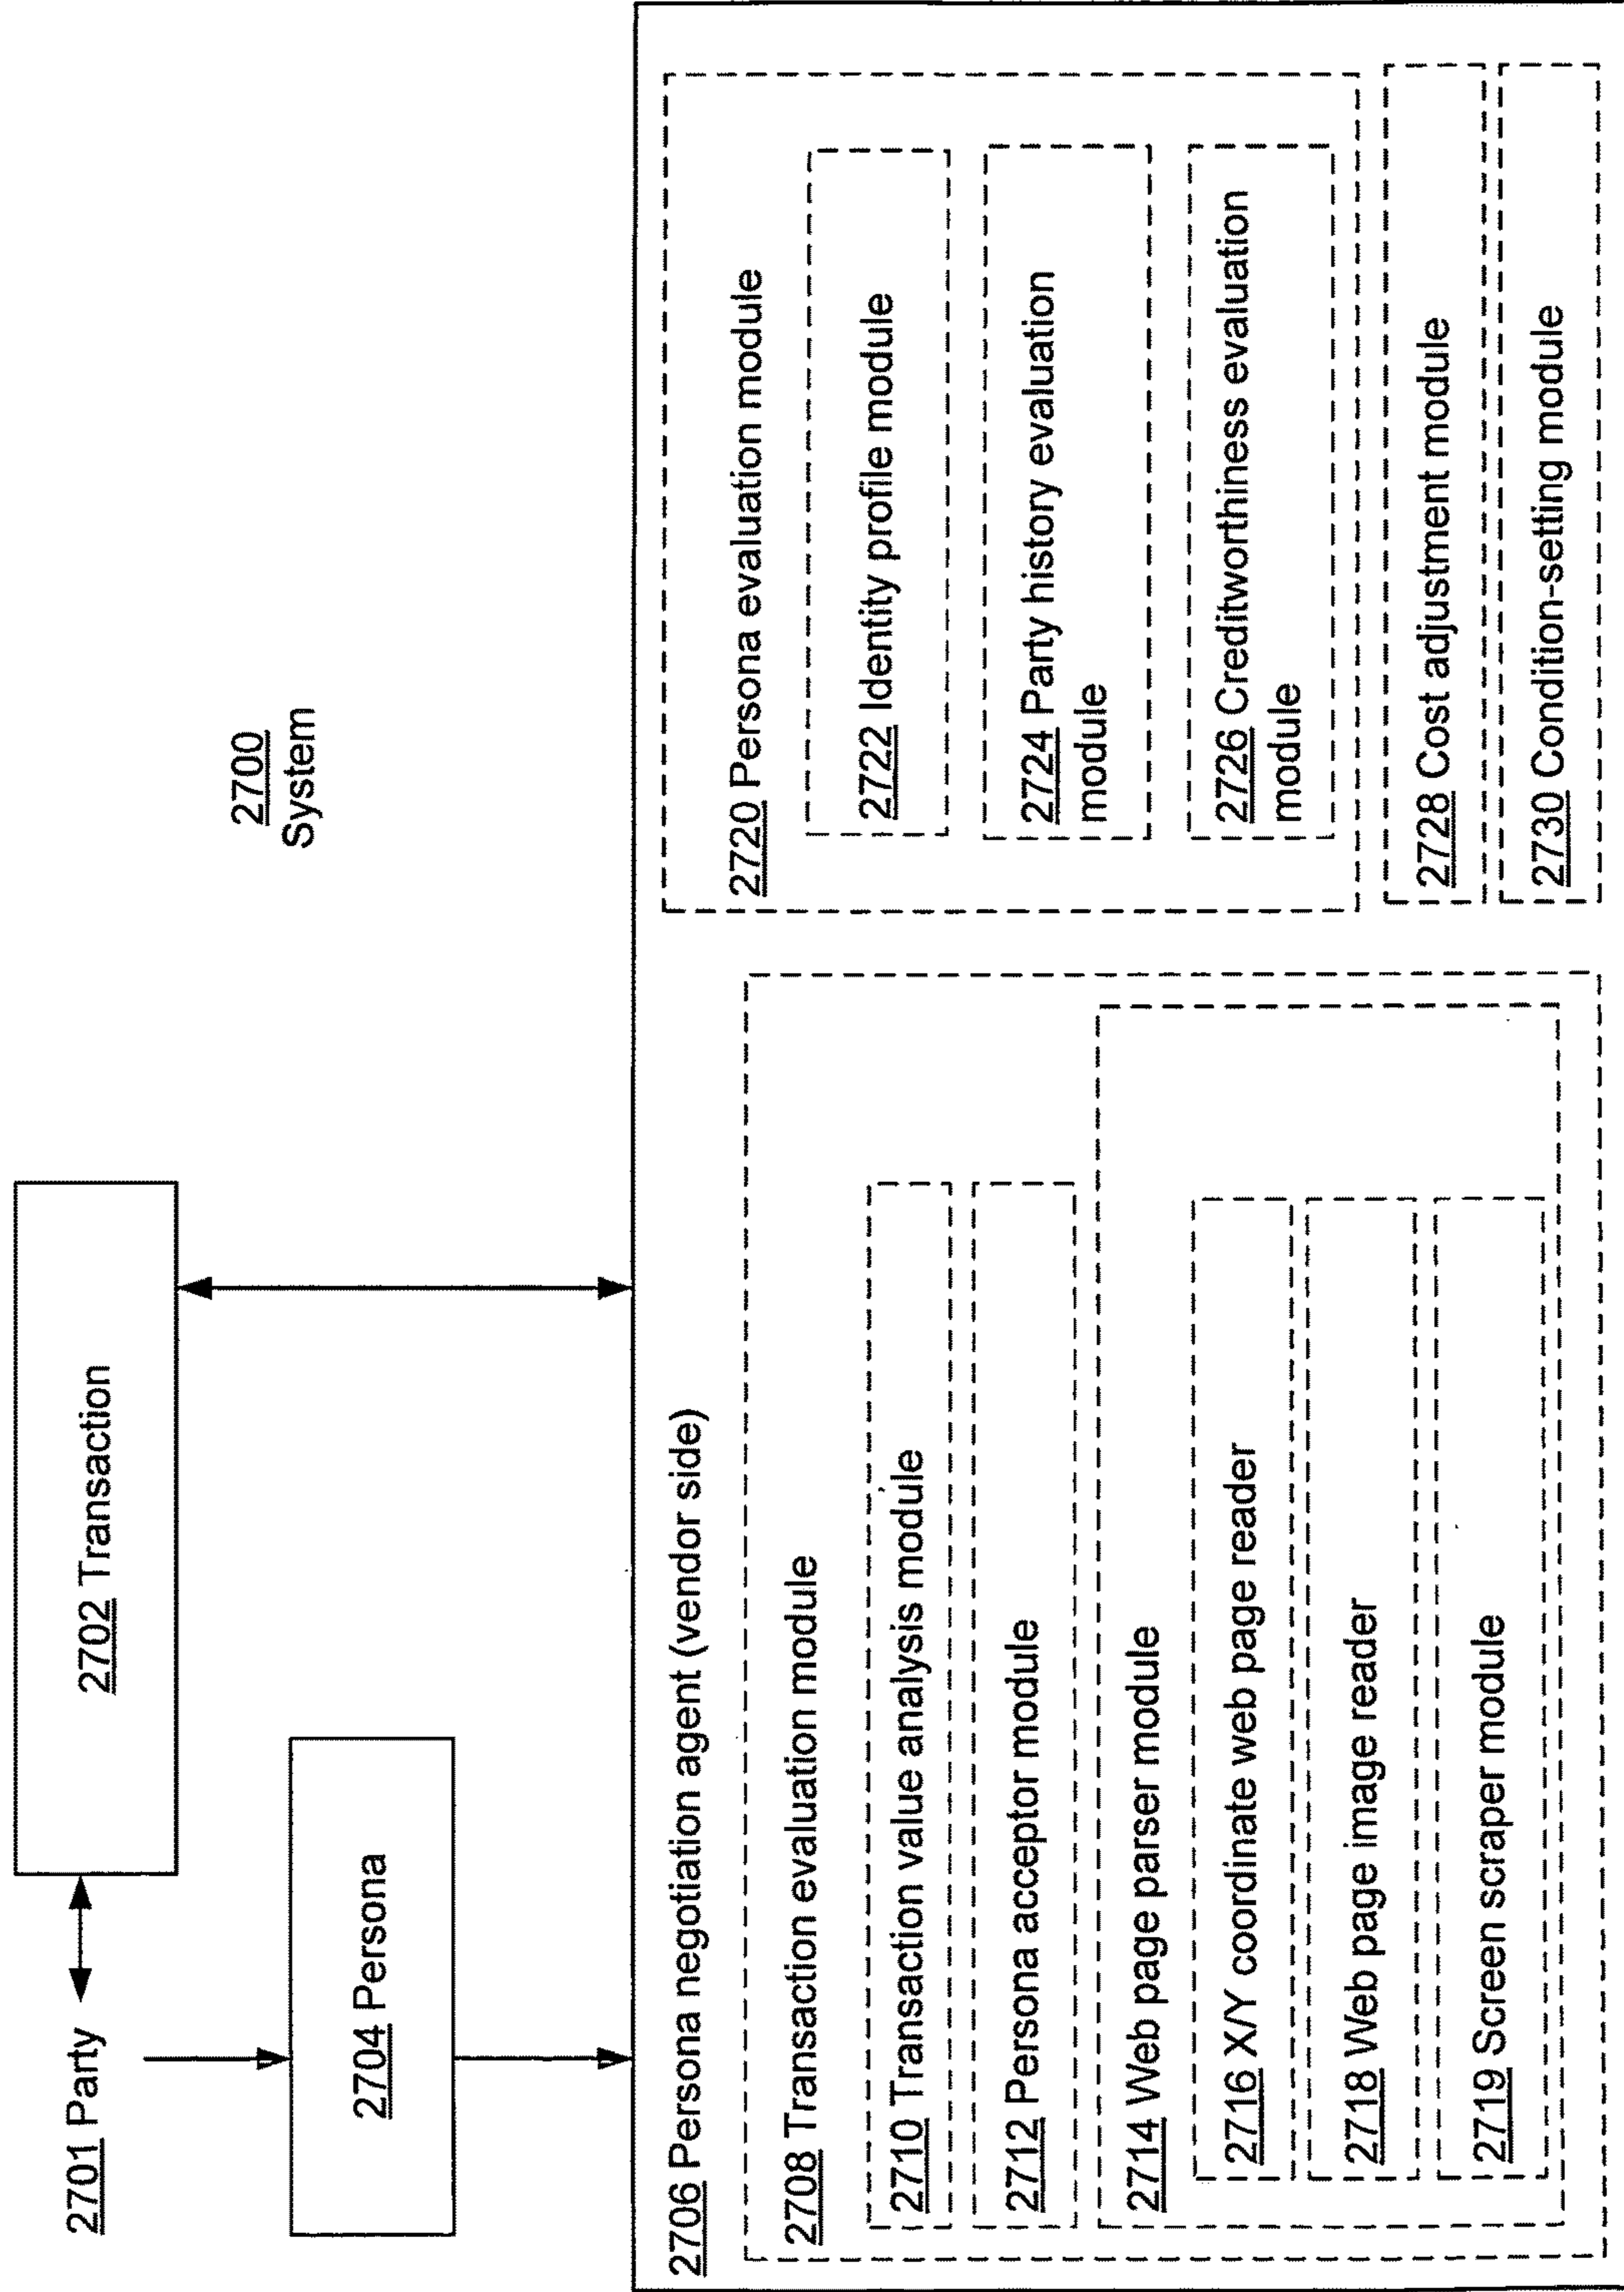 2700
System
2701 Party
2702 Transaction
2704 Persona
2706 Persona negotiation agent (vendor side)
2708 Transaction evaluation module
2710 Transaction value analysis module
2712 Persona acceptor module
2714 Web page parser module
2716 X/Y coordinate web page reader
2718 Web page image reader
2719 Screen scraper module
2720 Persona evaluation module
2722 Identity profile module
2724 Party history evaluation
module
2726 Creditworthiness evaluation
module
2728 Cost adjustment module
2730 Condition-setting module